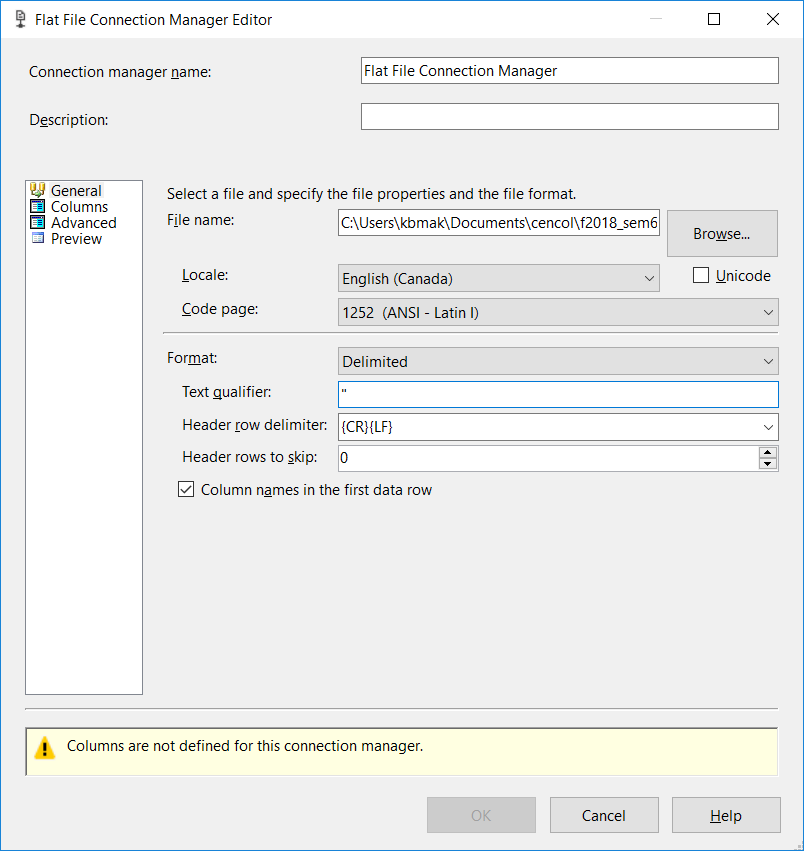 Flat File Connection Manager Editor
Connection manager name: Flat File Connection Manager
Description:
General
Columns
Advanced
Preview
Select a file and specify the file properties and the file format.
File name: C:\Users\kbmak\Documents\cencol\f2018_sem6 Browse...
Locale: English (Canada) Unicode
Code page: 1252 (ANSI - Latin I)
Format: Delimited
Text qualifier: "
Header row delimiter: {CR}{LF}
Header rows to skip: 0
Column names in the first data row
Columns are not defined for this connection manager.
OK Cancel Help